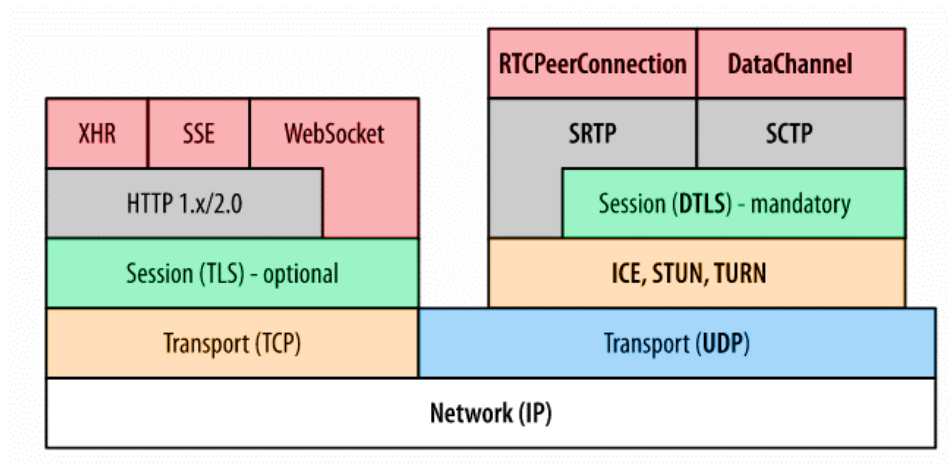 RTCPeerConnection DataChannel
XHR SSE WebSocket SRTP SCTP
HTTP 1.x/2.0 Session (DTLS) - mandatory
Session (TLS) - optional ICE, STUN, TURN
Transport (TCP) Transport (UDP)
Network (IP)